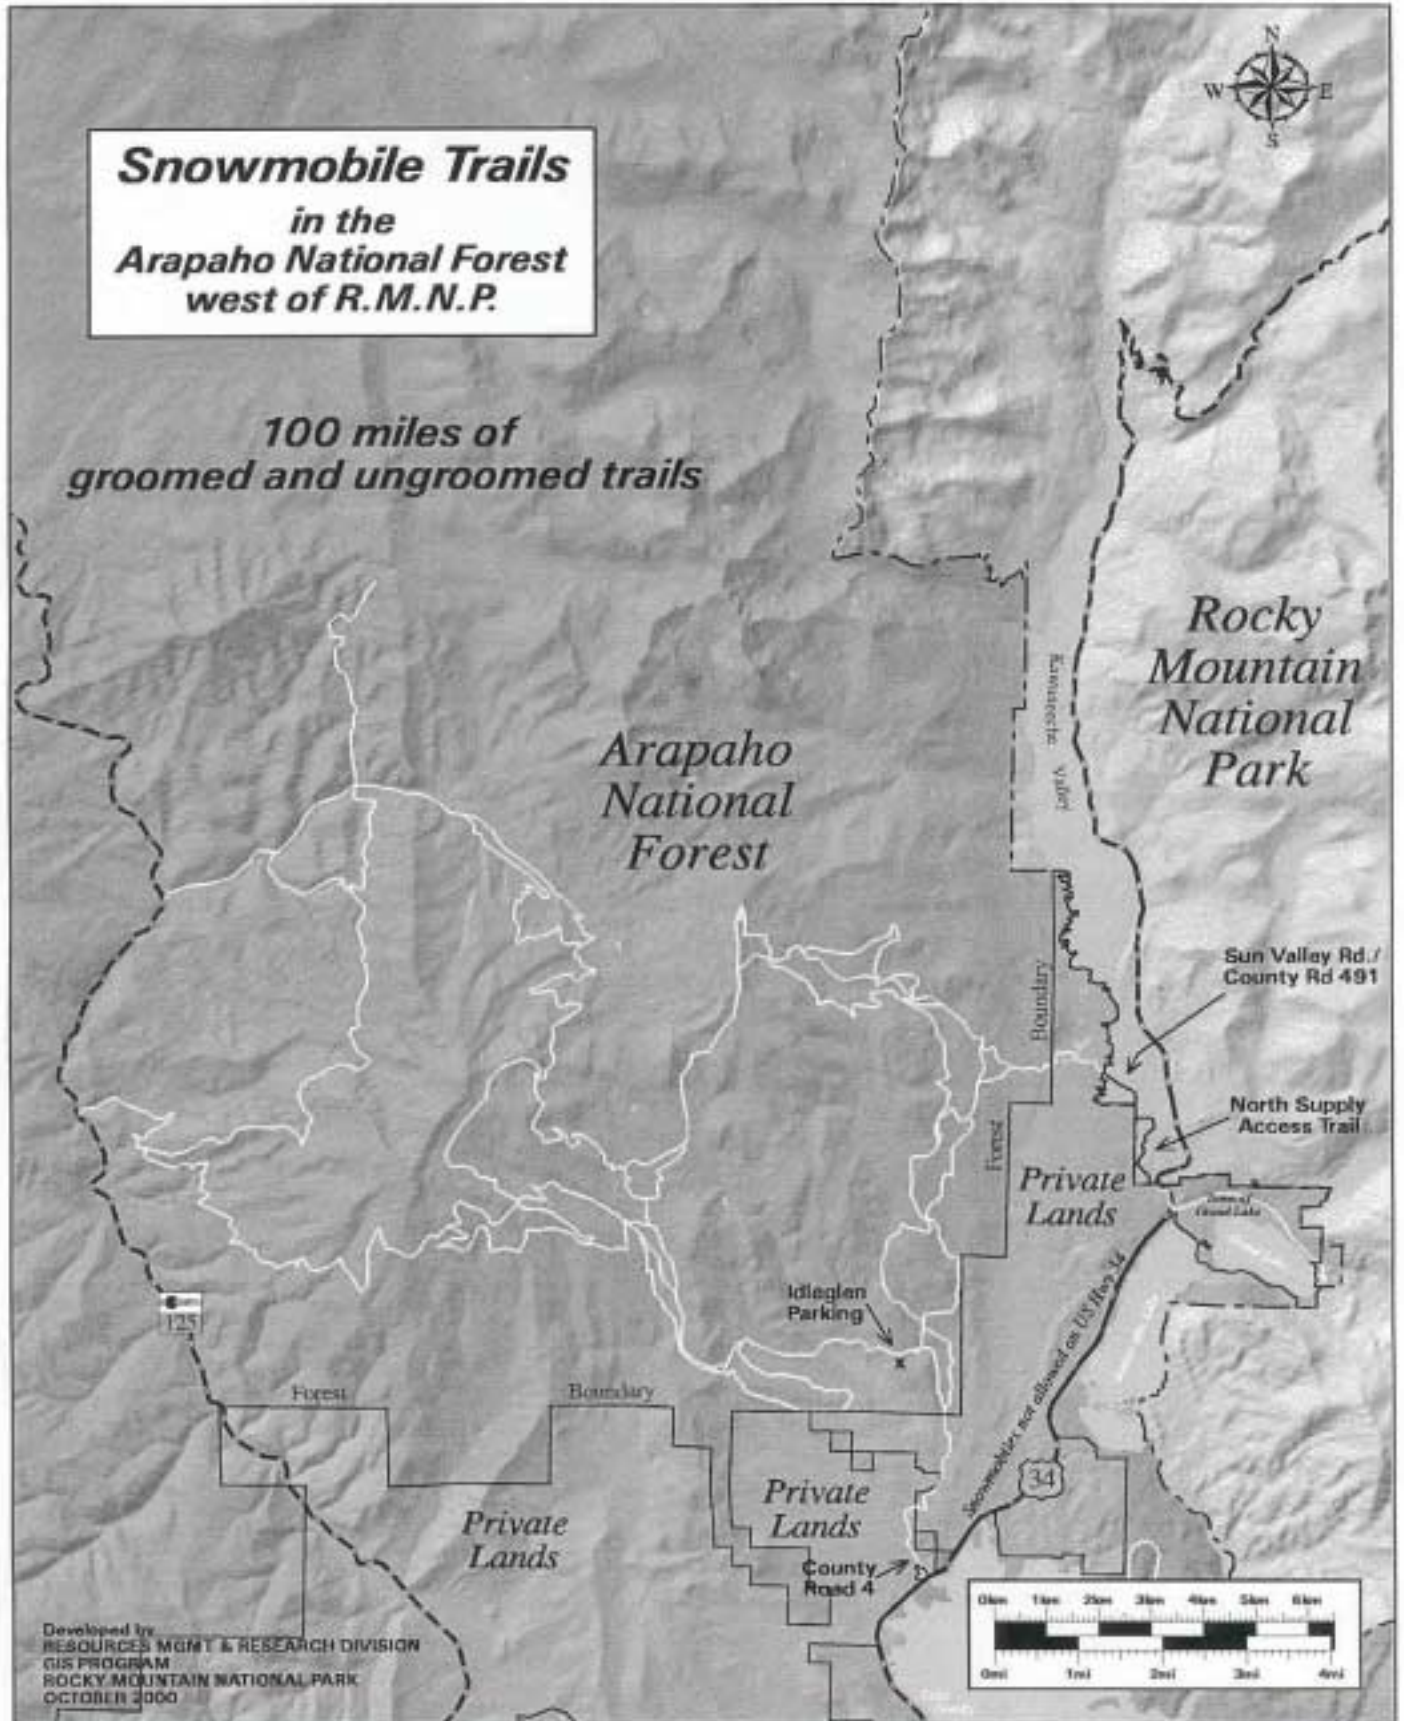 N
W E
S
Snowmobile Trails
in the
Arapaho National Forest
west of R.M.N.P.
100 miles of
groomed and ungroomed trails
Rocky
Mountain
National
Park
Kawuneeche Valley
Arapaho
National
Forest
Sun Valley Rd./
County Rd 491
Forest Boundary
North Supply
Access Trail
Private
Lands
Town of
Grand Lake
Idleglen
Parking
x
125
Snowmobiles not allowed on US Hwy 34
Forest Boundary
34
Private
Lands
Private
Lands
County
Road 4
0km 1km 2km 3km 4km 5km 6km
0mi 1mi 2mi 3mi 4mi
Developed by
RESOURCES MGMT & RESEARCH DIVISION
GIS PROGRAM
ROCKY MOUNTAIN NATIONAL PARK
OCTOBER 2000